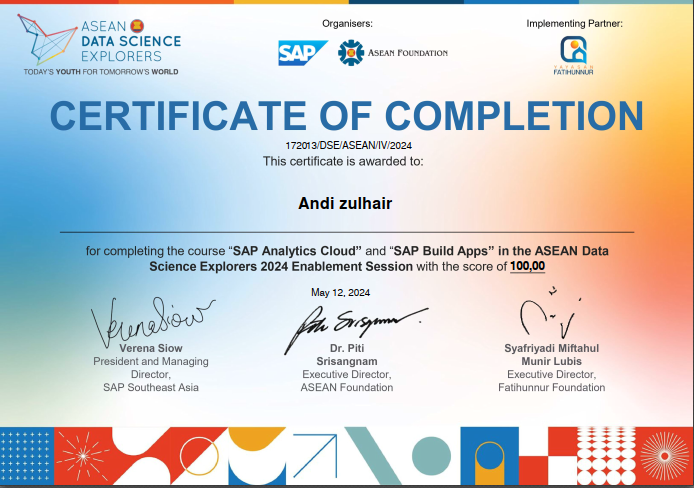 ASEAN
DATA SCIENCE
EXPLORERS
TODAY'S YOUTH FOR TOMORROW'S WORLD
Organisers:
SAP
ASEAN FOUNDATION
Implementing Partner:
YAYASAN
FATIHUNNUR
CERTIFICATE OF COMPLETION
172013/DSE/ASEAN/IV/2024
This certificate is awarded to:
Andi zulhair
for completing the course “SAP Analytics Cloud” and “SAP Build Apps” in the ASEAN Data
Science Explorers 2024 Enablement Session with the score of 100,00
May 12, 2024
Verena Siow
Verena Siow
President and Managing
Director,
SAP Southeast Asia
Dr. Piti
Srisangnam
Executive Director,
ASEAN Foundation
Syafriyadi Miftahul
Munir Lubis
Executive Director,
Fatihunnur Foundation